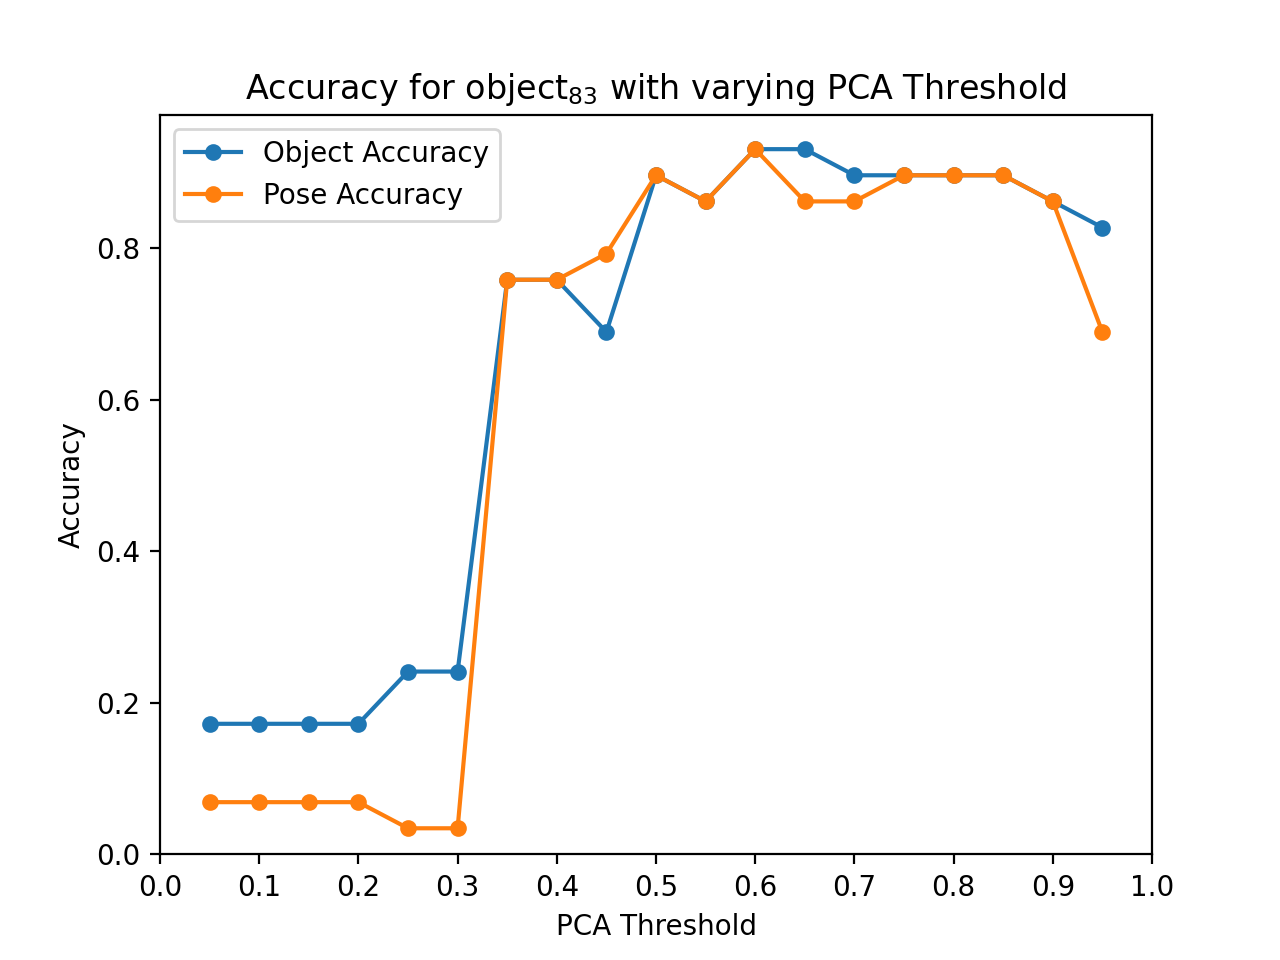 Accuracy for object₈₃ with varying PCA Threshold
Object Accuracy
Pose Accuracy
0.8
0.6
0.4
0.2
0.0
Accuracy
0.0 0.1 0.2 0.3 0.4 0.5 0.6 0.7 0.8 0.9 1.0
PCA Threshold